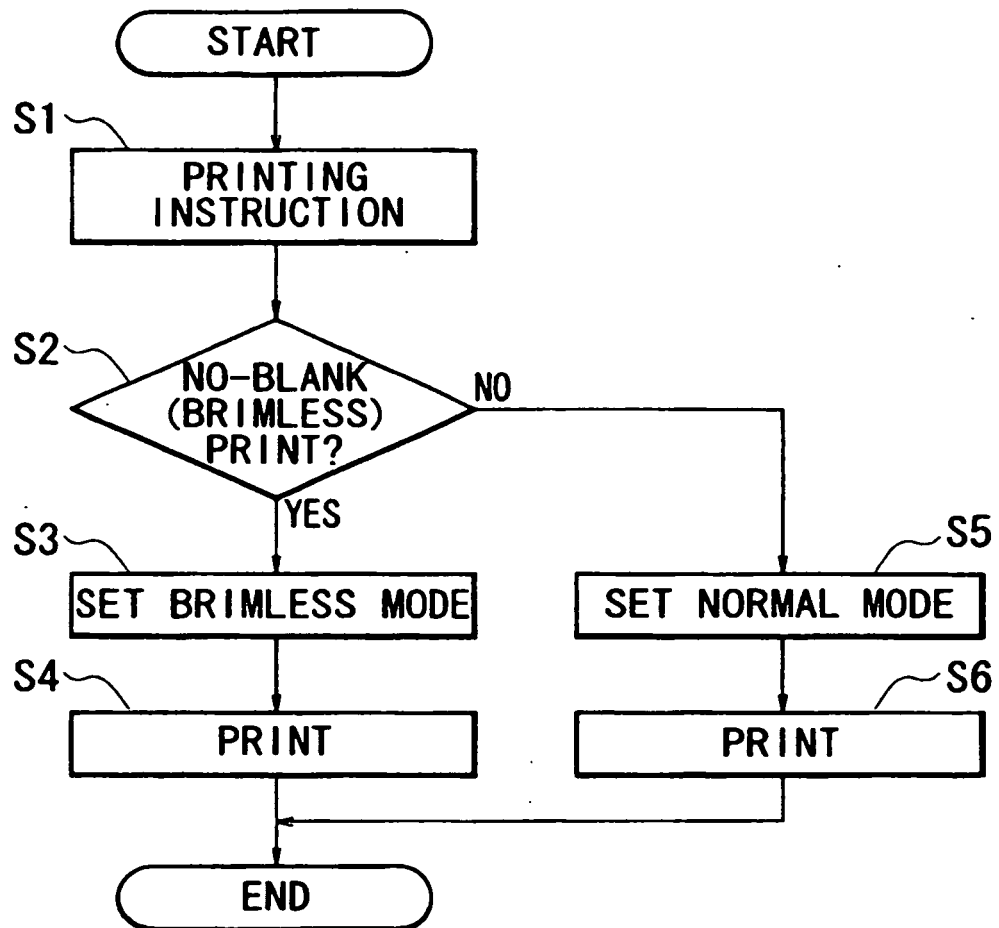 START
S1
PRINTING
INSTRUCTION
S2
NO-BLANK
(BRIMLESS)
PRINT?
NO
YES
S3
SET BRIMLESS MODE
S5
SET NORMAL MODE
S4
PRINT
S6
PRINT
END